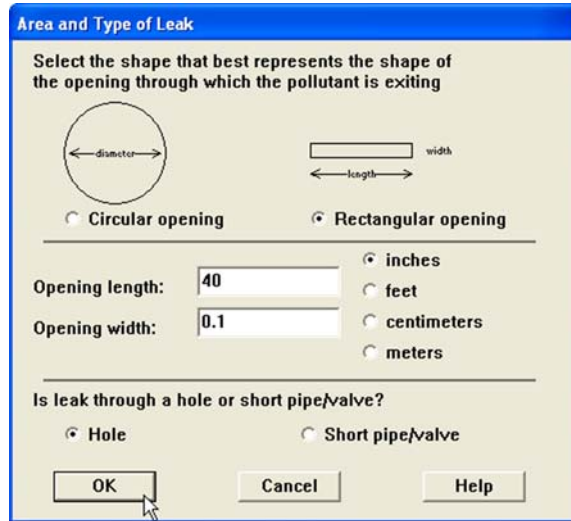 Area and Type of Leak
Select the shape that best represents the shape of
the opening through which the pollutant is exiting
diameter
width
length
Circular opening
Rectangular opening
inches
Opening length:
40
feet
Opening width:
0.1
centimeters
meters
Is leak through a hole or short pipe/valve?
Hole
Short pipe/valve
OK
Cancel
Help